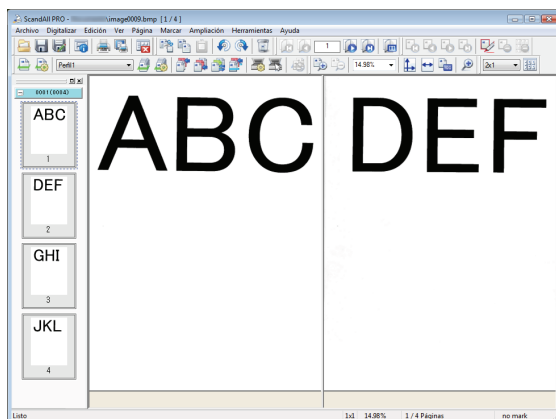 ScandAll PRO - \image0009.bmp [1 / 4]
Archivo Digitalizar Edición Ver Página Marcar Ampliación Herramientas Ayuda
1
Perfil1 14.98% 2x1
0001(0004)
ABC
1
DEF
2
GHI
3
JKL
4
ABC DEF
Listo 1x1 14.98% 1 / 4 Páginas no mark